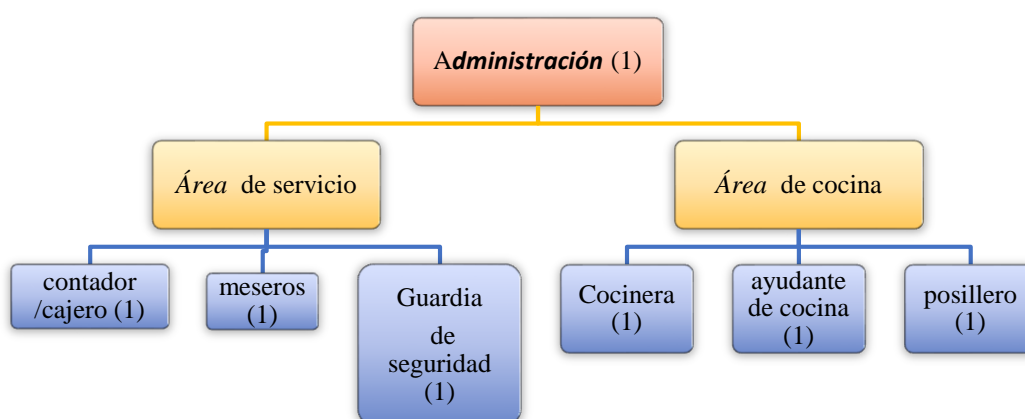 Administración (1)
Área de servicio
Área de cocina
contador
/cajero (1)
meseros
(1)
Guardia
de
seguridad
(1)
Cocinera
(1)
ayudante
de cocina
(1)
posillero
(1)